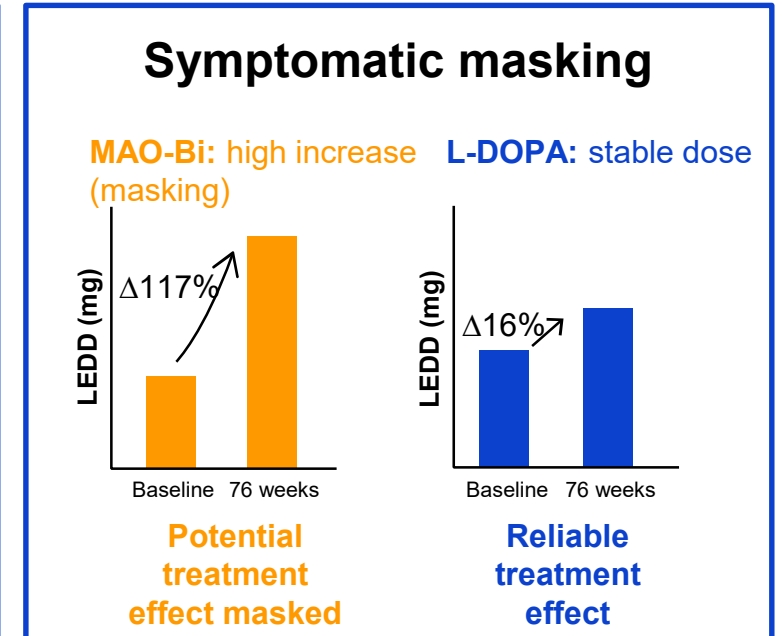 Symptomatic masking
MAO-Bi: high increase
(masking)
L-DOPA: stable dose
LEDD (mg)
Δ117%
Baseline 76 weeks
LEDD (mg)
Δ16%
Baseline 76 weeks
Potential
treatment
effect masked
Reliable
treatment
effect